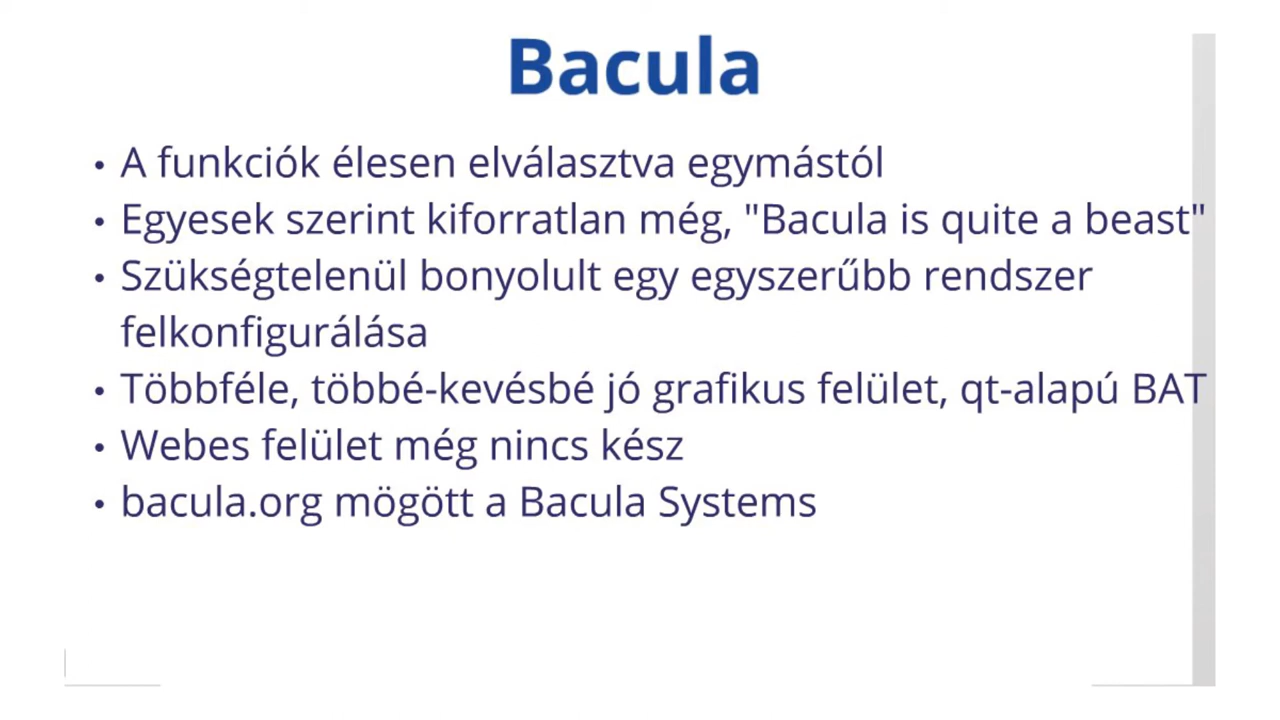 Bacula
• A funkciók élesen elválasztva egymástól
• Egyesek szerint kiforratlan még, "Bacula is quite a beast"
• Szükségtelenül bonyolult egy egyszerűbb rendszer
felkonfigurálása
• Többféle, többé-kevésbé jó grafikus felület, qt-alapú BAT
• Webes felület még nincs kész
• bacula.org mögött a Bacula Systems